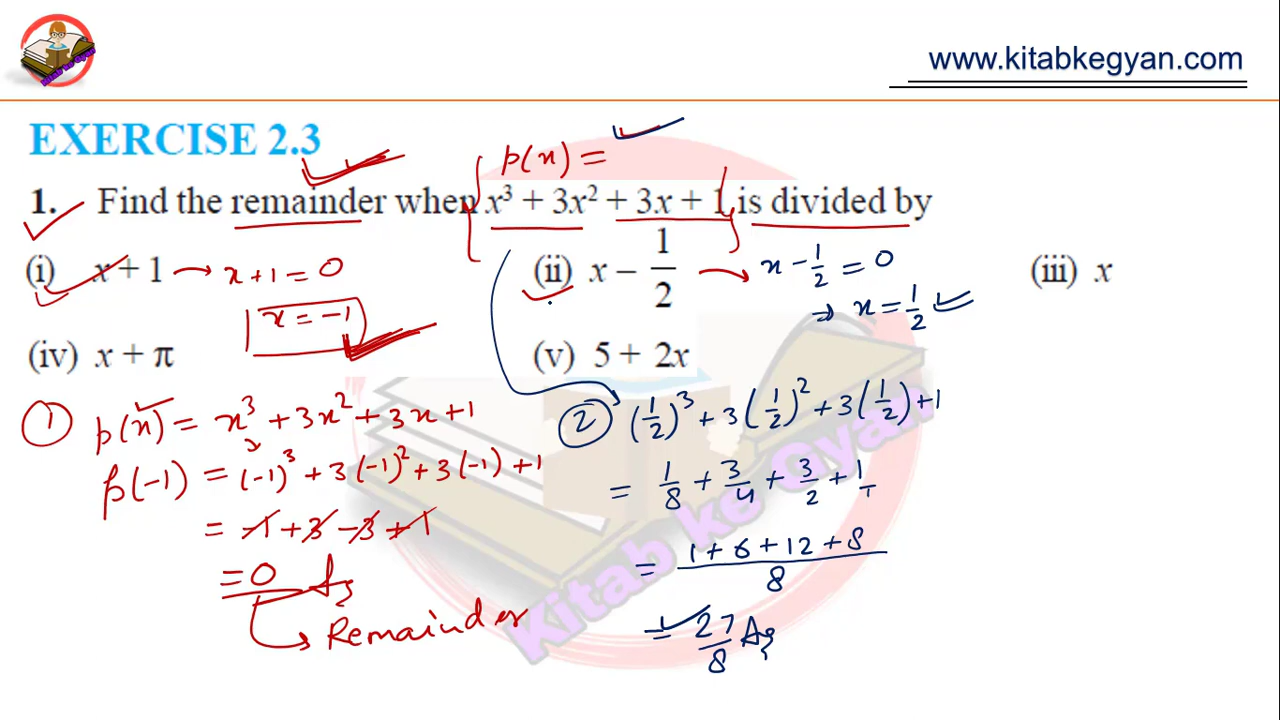 Kitab ke Gyan
www.kitabkegyan.com
EXERCISE 2.3
p(x) =
1. Find the remainder when x³ + 3x² + 3x + 1 is divided by
(i) x + 1 → x + 1 = 0
x = -1
(ii) x − 1/2 → x - 1/2 = 0
⇒ x = 1/2
(iii) x
(iv) x + π
(v) 5 + 2x
① p(x) = x³ + 3x² + 3x + 1
p(-1) = (-1)³ + 3(-1)² + 3(-1) + 1
= -1 + 3 - 3 + 1
= 0 Ans
→ Remainder
② (1/2)³ + 3(1/2)² + 3(1/2) + 1
= 1/8 + 3/4 + 3/2 + 1/1
= 1 + 6 + 12 + 8 / 8
= 27/8 Ans
Kitab ke Gyan